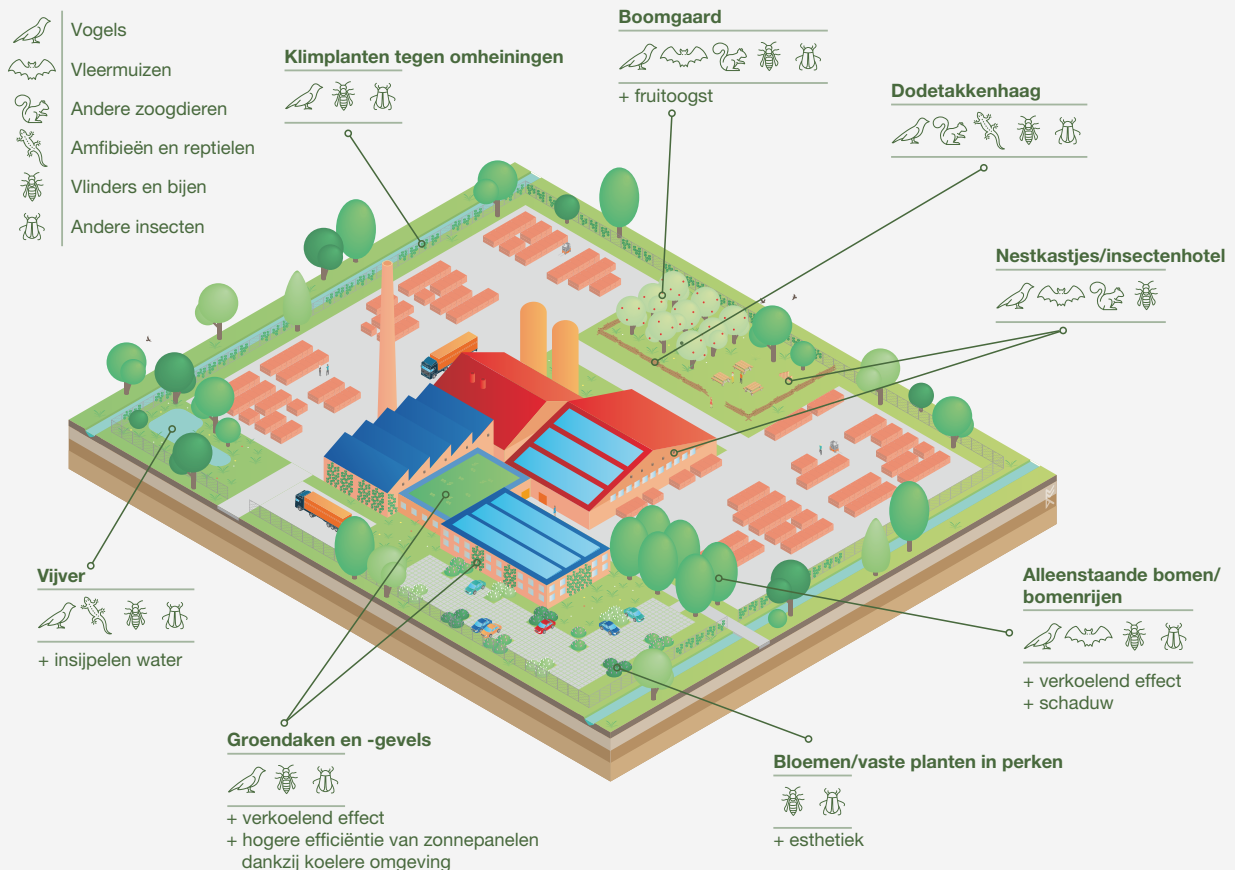 Vogels
Vleermuizen
Andere zoogdieren
Amfibieën en reptielen
Vlinders en bijen
Andere insecten
Klimplanten tegen omheiningen
Boomgaard
+ fruitoogst
Dodetakkenhaag
Nestkastjes/insectenhotel
Vijver
+ insijpelen water
Alleenstaande bomen/
bomenrijen
+ verkoelend effect
+ schaduw
Groendaken en -gevels
+ verkoelend effect
+ hogere efficiëntie van zonnepanelen
dankzij koelere omgeving
Bloemen/vaste planten in perken
+ esthetiek